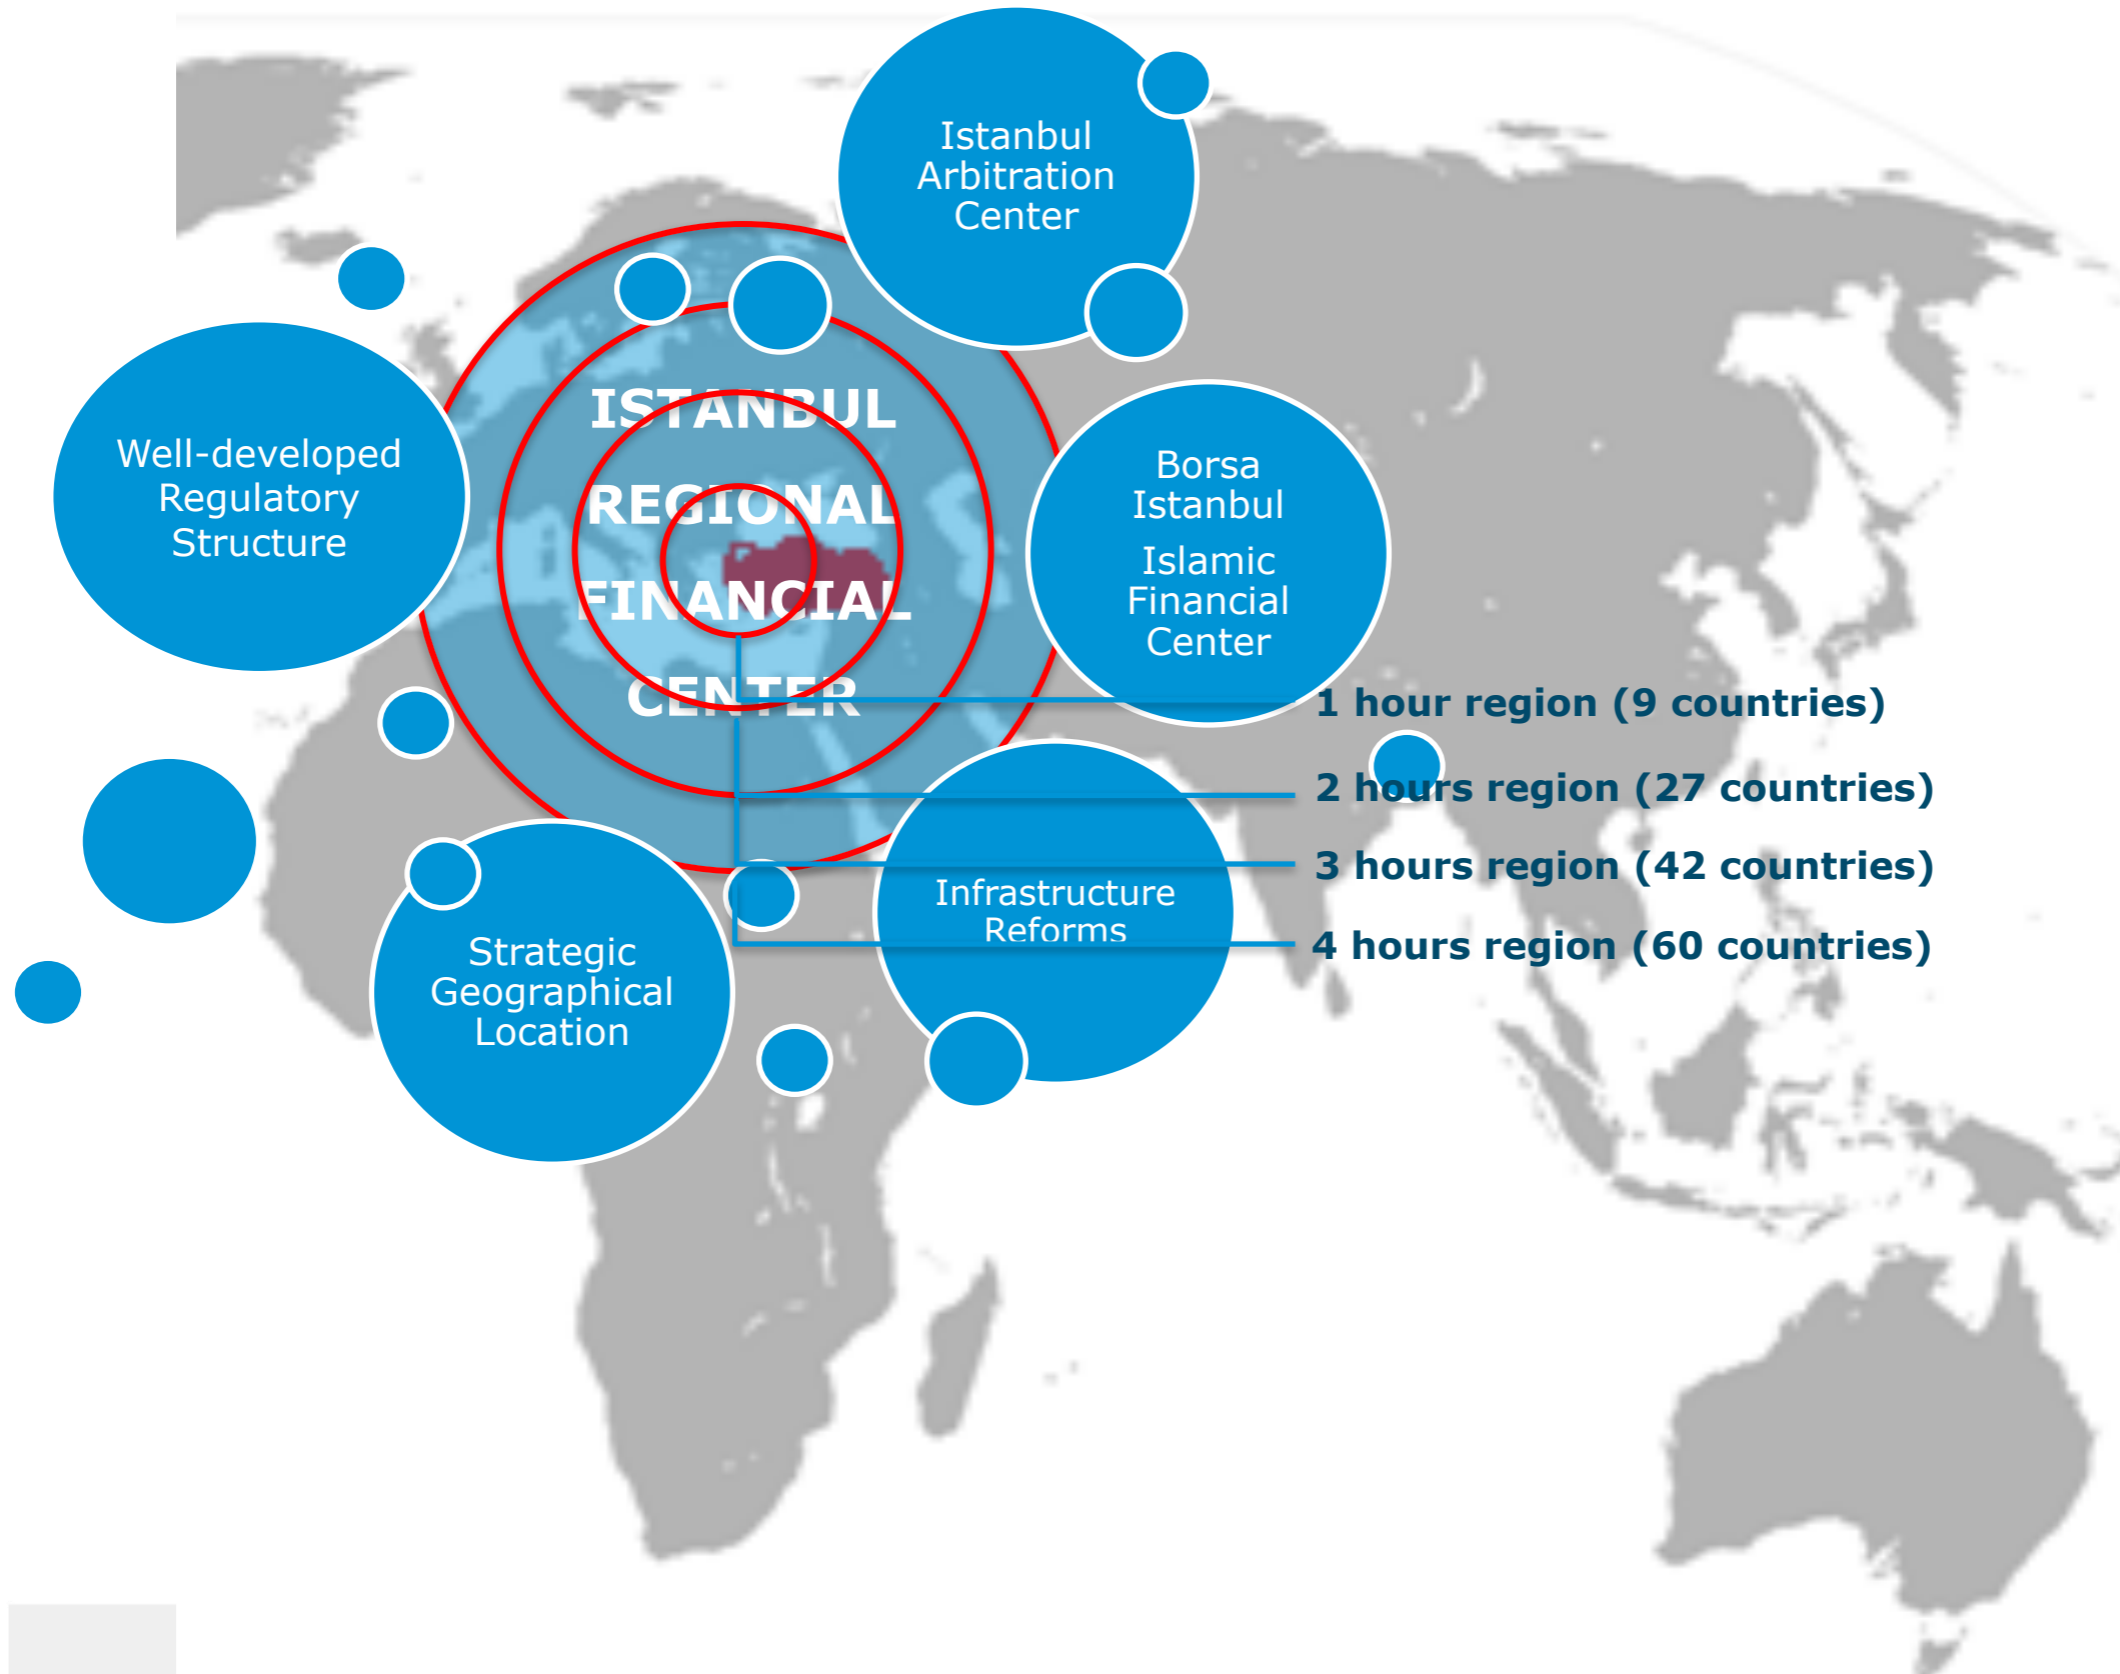 Istanbul
Arbitration
Center
Well-developed
Regulatory
Structure
ISTANBUL
REGIONAL
FINANCIAL
CENTER
Borsa
Istanbul
Islamic
Financial
Center
1 hour region (9 countries)
2 hours region (27 countries)
3 hours region (42 countries)
4 hours region (60 countries)
Infrastructure
Reforms
Strategic
Geographical
Location